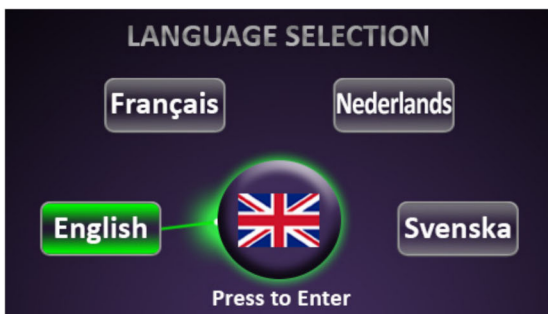 LANGUAGE SELECTION
Français
Nederlands
English
Svenska
Press to Enter